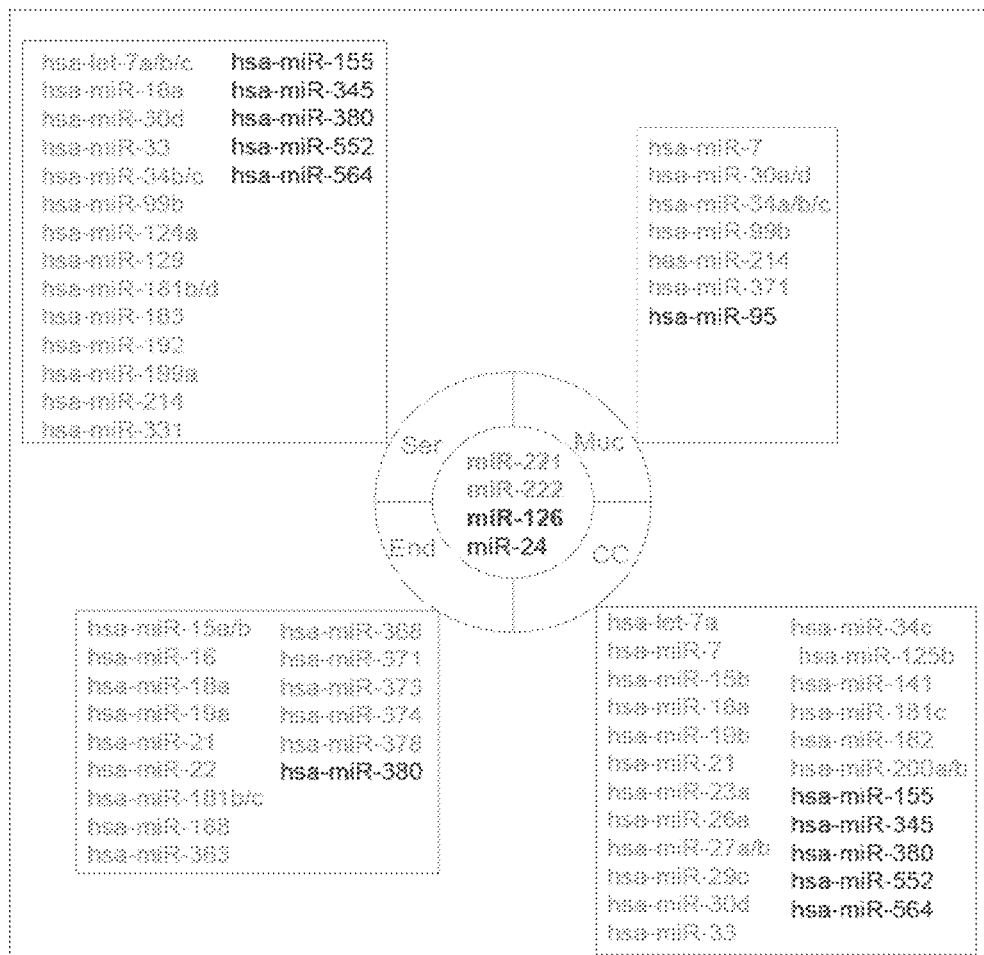 hsa-let-7a/b/c
hsa-miR-18a
hsa-miR-30d
hsa-miR-33
hsa-miR-34b/c
hsa-miR-99b
hsa-miR-124a
hsa-miR-129
hsa-miR-181b/d
hsa-miR-183
hsa-miR-192
hsa-miR-199a
hsa-miR-214
hsa-miR-331
hsa-miR-155
hsa-miR-345
hsa-miR-380
hsa-miR-552
hsa-miR-564
hsa-miR-7
hsa-miR-30a/d
hsa-miR-34a/b/c
hsa-miR-99b
has-miR-214
hsa-miR-371
hsa-miR-95
Ser
Muc
End
CC
miR-221
miR-222
miR-126
miR-24
hsa-miR-15a/b
hsa-miR-16
hsa-miR-18a
hsa-miR-19a
hsa-miR-21
hsa-miR-22
hsa-miR-181b/c
hsa-miR-363
hsa-miR-368
hsa-miR-371
hsa-miR-373
hsa-miR-374
hsa-miR-378
hsa-miR-380
hsa-let-7a
hsa-miR-7
hsa-miR-15b
hsa-miR-18a
hsa-miR-19b
hsa-miR-21
hsa-miR-23a
hsa-miR-26a
hsa-miR-27a/b
hsa-miR-29c
hsa-miR-30d
hsa-miR-33
hsa-miR-34c
hsa-miR-125b
hsa-miR-141
hsa-miR-181c
hsa-miR-182
hsa-miR-200a/b
hsa-miR-155
hsa-miR-345
hsa-miR-380
hsa-miR-552
hsa-miR-564